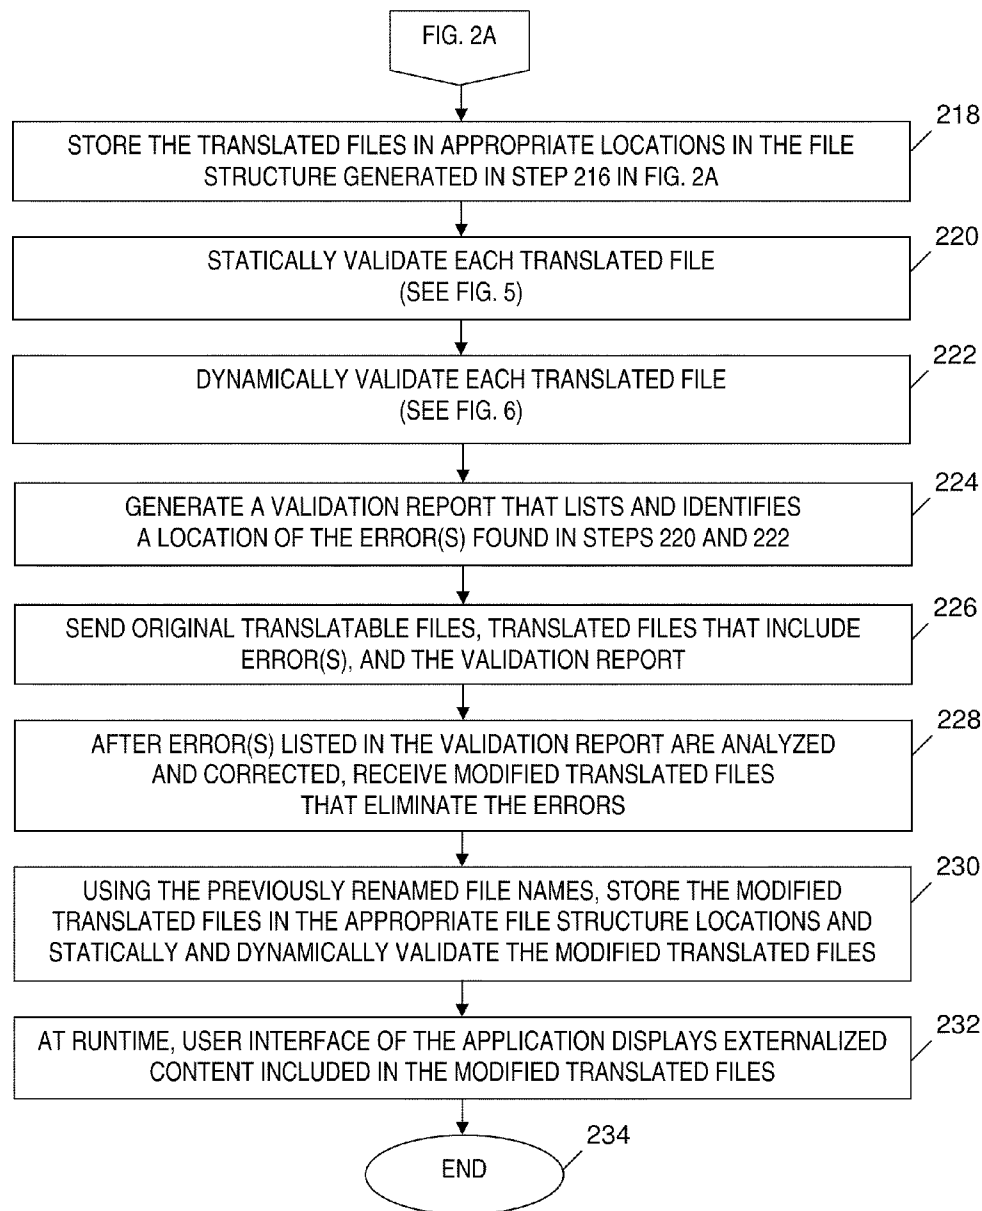 FIG. 2A
218
STORE THE TRANSLATED FILES IN APPROPRIATE LOCATIONS IN THE FILE
STRUCTURE GENERATED IN STEP 216 IN FIG. 2A
220
STATICALLY VALIDATE EACH TRANSLATED FILE
(SEE FIG. 5)
222
DYNAMICALLY VALIDATE EACH TRANSLATED FILE
(SEE FIG. 6)
224
GENERATE A VALIDATION REPORT THAT LISTS AND IDENTIFIES
A LOCATION OF THE ERROR(S) FOUND IN STEPS 220 AND 222
226
SEND ORIGINAL TRANSLATABLE FILES, TRANSLATED FILES THAT INCLUDE
ERROR(S), AND THE VALIDATION REPORT
228
AFTER ERROR(S) LISTED IN THE VALIDATION REPORT ARE ANALYZED
AND CORRECTED, RECEIVE MODIFIED TRANSLATED FILES
THAT ELIMINATE THE ERRORS
230
USING THE PREVIOUSLY RENAMED FILE NAMES, STORE THE MODIFIED
TRANSLATED FILES IN THE APPROPRIATE FILE STRUCTURE LOCATIONS AND
STATICALLY AND DYNAMICALLY VALIDATE THE MODIFIED TRANSLATED FILES
232
AT RUNTIME, USER INTERFACE OF THE APPLICATION DISPLAYS EXTERNALIZED
CONTENT INCLUDED IN THE MODIFIED TRANSLATED FILES
234
END